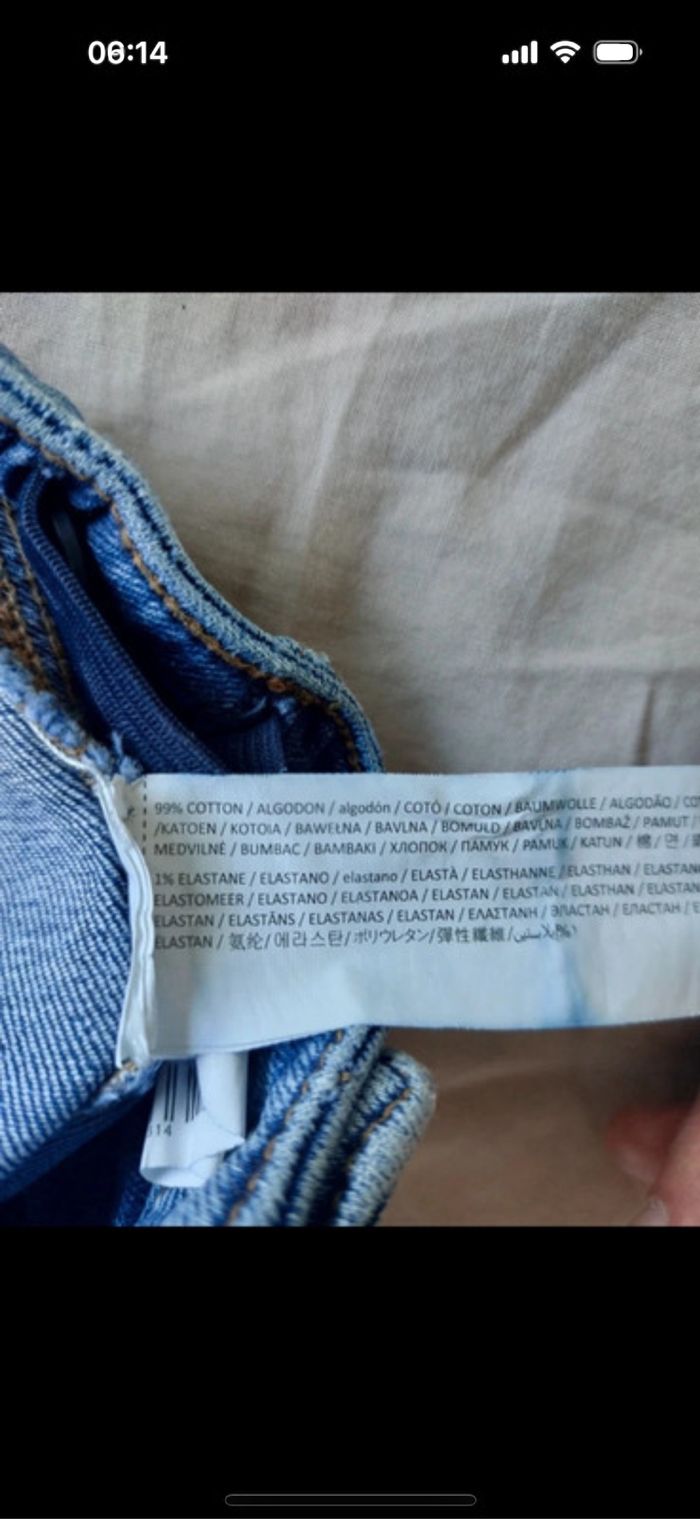 06:14
99% COTTON / ALGODON / algodón / COTÓ / COTON / BAUMWOLLE / ALGODÃO /
/KATOEN / KOTOIA / BAWEŁNA / BAVLNA / BOMULD / BAVLNA / BOMBAŽ / PAMUT /
MEDVILNĖ / BUMBAC / BAMBAKI / ХЛОПОК / ПАМУК / PAMUK / KATUN / 棉 / 면 /
1% ELASTANE / ELASTANO / elastano / ELASTÀ / ELASTHANNE / ELASTHAN /
ELASTOMEER / ELASTANO / ELASTANOA / ELASTAN / ELASTAN / ELASTHAN /
ELASTAN / ELASTĀNS / ELASTANAS / ELASTAN / ΕΛΑΣΤΑΝΗ / ЭЛАСТАН / ЕЛАСТАН /
ELASTAN / 氨纶/ 에라스탄/ポリウレタン/彈性纖維/
14